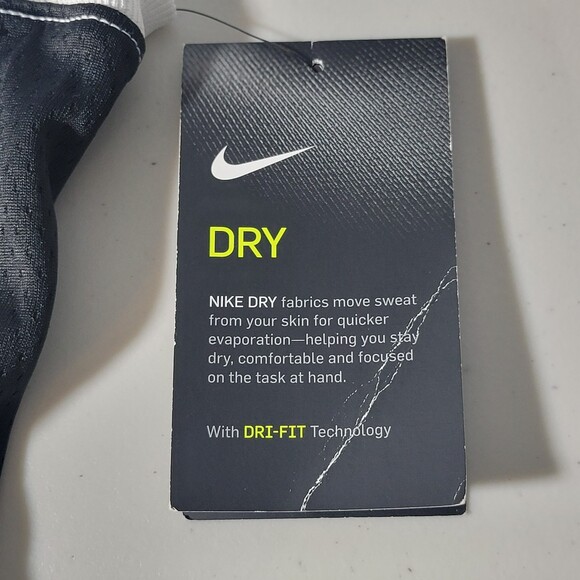 DRY
NIKE DRY fabrics move sweat
from your skin for quicker
evaporation—helping you stay
dry, comfortable and focused
on the task at hand.
With DRI-FIT Technology